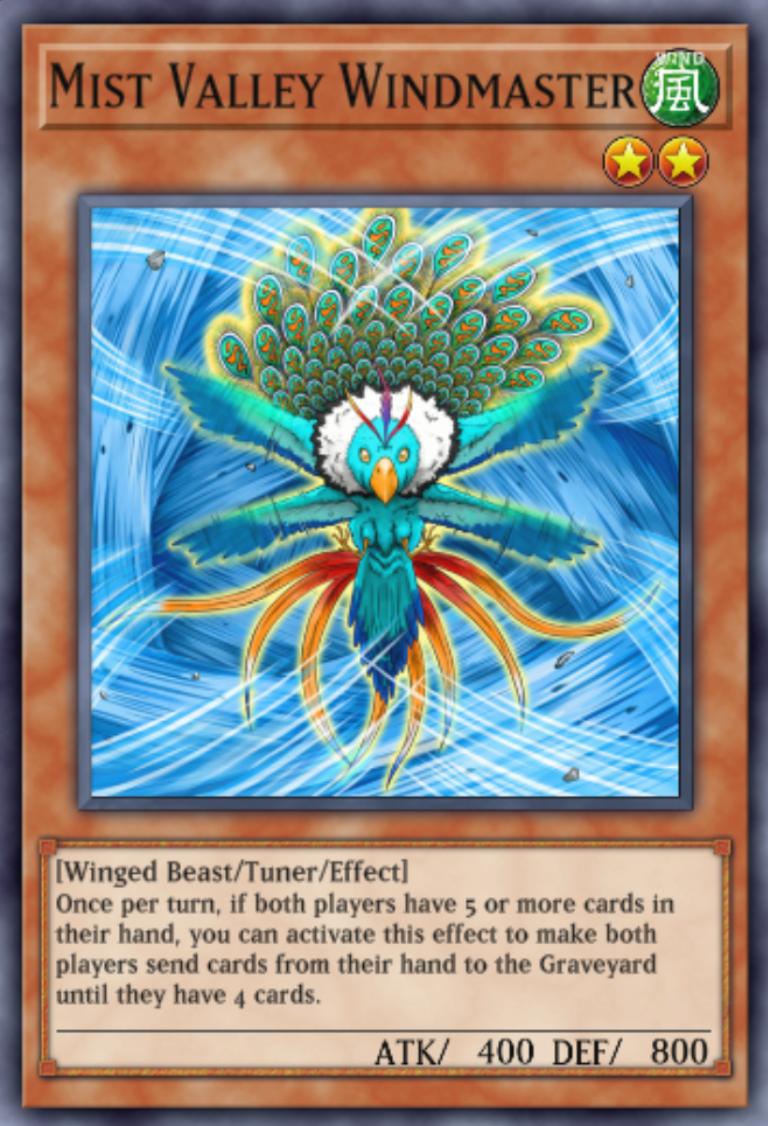 Mist Valley Windmaster
WIND
風
[Winged Beast/Tuner/Effect]
Once per turn, if both players have 5 or more cards in
their hand, you can activate this effect to make both
players send cards from their hand to the Graveyard
until they have 4 cards.
ATK/ 400 DEF/ 800